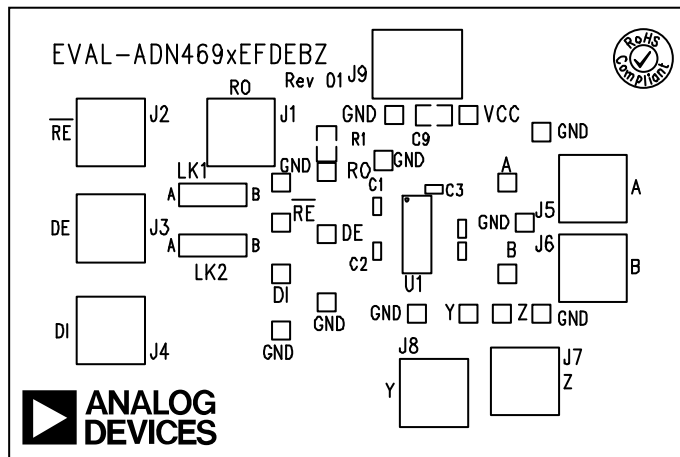 EVAL-ADN469xEFDEBZ
Rev 01
J9
RoHS
Compliant
RO
J2
J1
RE
GND
VCC
C9
R1
GND
GND
GND
RO
LK1
A
B
C1
C3
A
A
DE
J3
RE
DE
GND
J5
J6
A
B
LK2
C2
U1
B
B
DI
DI
GND
GND
Y
Z
GND
GND
J4
J8
J7
Y
Z
ANALOG
DEVICES